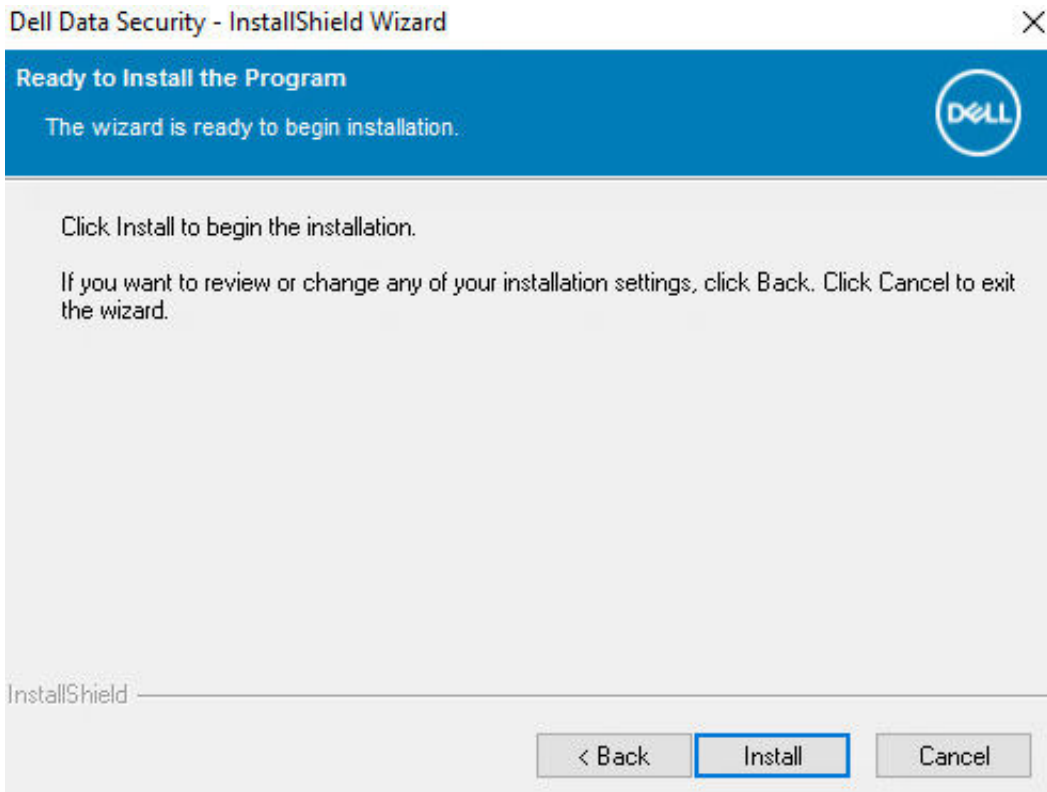 Dell Data Security - InstallShield Wizard
Ready to Install the Program
The wizard is ready to begin installation.
DELL
Click Install to begin the installation.
If you want to review or change any of your installation settings, click Back. Click Cancel to exit
the wizard.
InstallShield
< Back
Install
Cancel